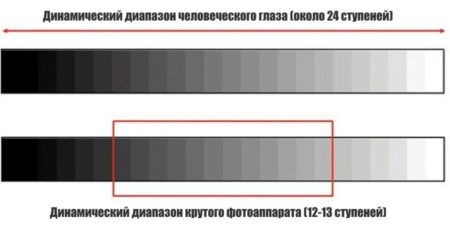 Динамический диапазон человеческого глаза (около 24 ступеней)
Динамический диапазон крутого фотоаппарата (12-13 ступеней)